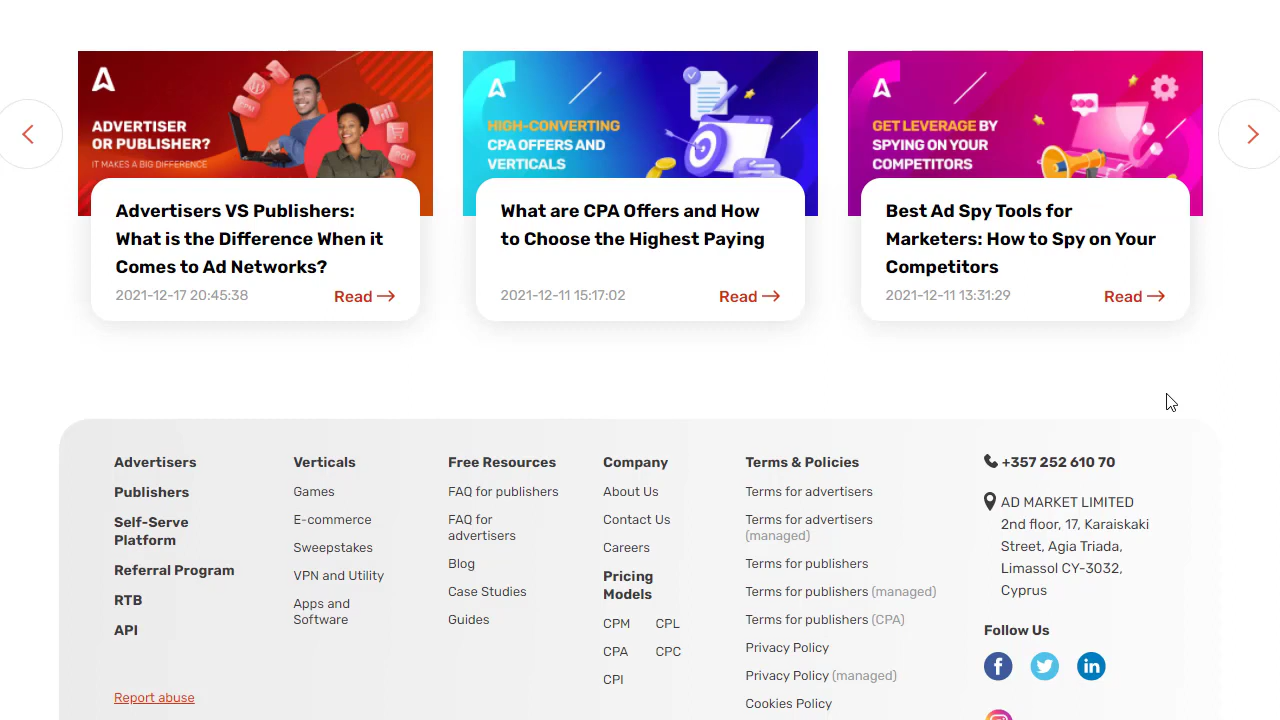 ADVERTISER
OR PUBLISHER?
IT MAKES A BIG DIFFERENCE
Advertisers VS Publishers:
What is the Difference When it
Comes to Ad Networks?
2021-12-17 20:45:38
Read
HIGH-CONVERTING
CPA OFFERS AND
VERTICALS
What are CPA Offers and How
to Choose the Highest Paying
2021-12-11 15:17:02
Read
GET LEVERAGE BY
SPYING ON YOUR
COMPETITORS
Best Ad Spy Tools for
Marketers: How to Spy on Your
Competitors
2021-12-11 13:31:29
Read
Advertisers
Publishers
Self-Serve
Platform
Referral Program
RTB
API
Report abuse
Verticals
Games
E-commerce
Sweepstakes
VPN and Utility
Apps and
Software
Free Resources
FAQ for publishers
FAQ for
advertisers
Blog
Case Studies
Guides
Company
About Us
Contact Us
Careers
Pricing
Models
CPM CPL
CPA CPC
CPI
Terms & Policies
Terms for advertisers
Terms for advertisers
(managed)
Terms for publishers
Terms for publishers (managed)
Terms for publishers (CPA)
Privacy Policy
Privacy Policy (managed)
Cookies Policy
+357 252 610 70
AD MARKET LIMITED
2nd floor, 17, Karaiskaki
Street, Agia Triada,
Limassol CY-3032,
Cyprus
Follow Us